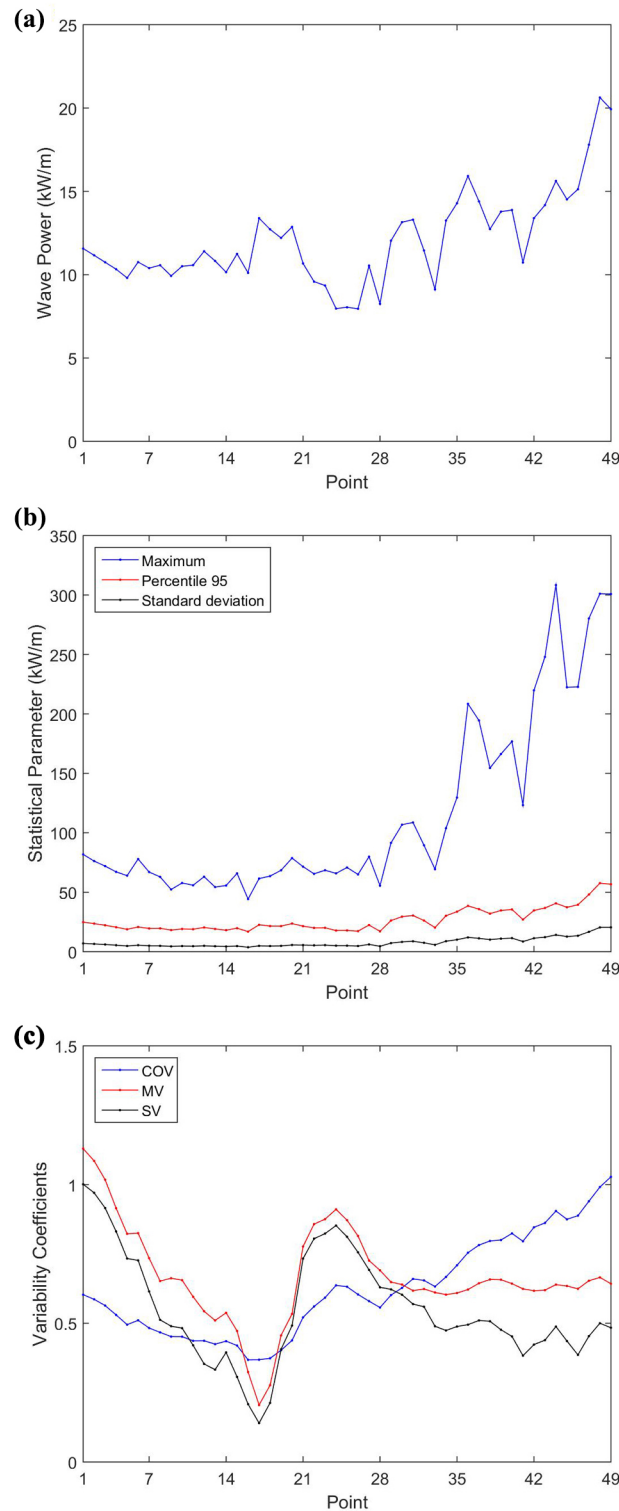 (a)
25
20
15
10
5
0
Wave Power (kW/m)
1 7 14 21 28 35 42 49
Point
(b)
350
300
250
200
150
100
50
0
Statistical Parameter (kW/m)
Maximum
Percentile 95
Standard deviation
1 7 14 21 28 35 42 49
Point
(c)
1.5
1
0.5
0
Variability Coefficients
COV
MV
SV
1 7 14 21 28 35 42 49
Point